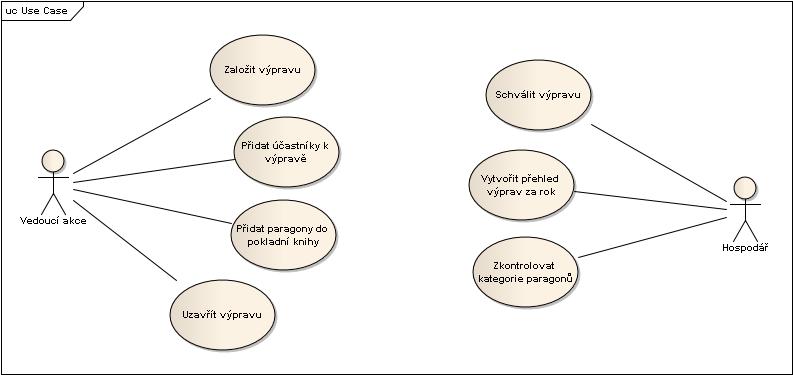 uc Use Case
Založit výpravu
Přidat účastníky k
výpravě
Přidat paragony do
pokladní knihy
Uzavřít výpravu
Vedoucí akce
Schválit výpravu
Vytvořit přehled
výprav za rok
Zkontrolovat
kategorie paragonů
Hospodář